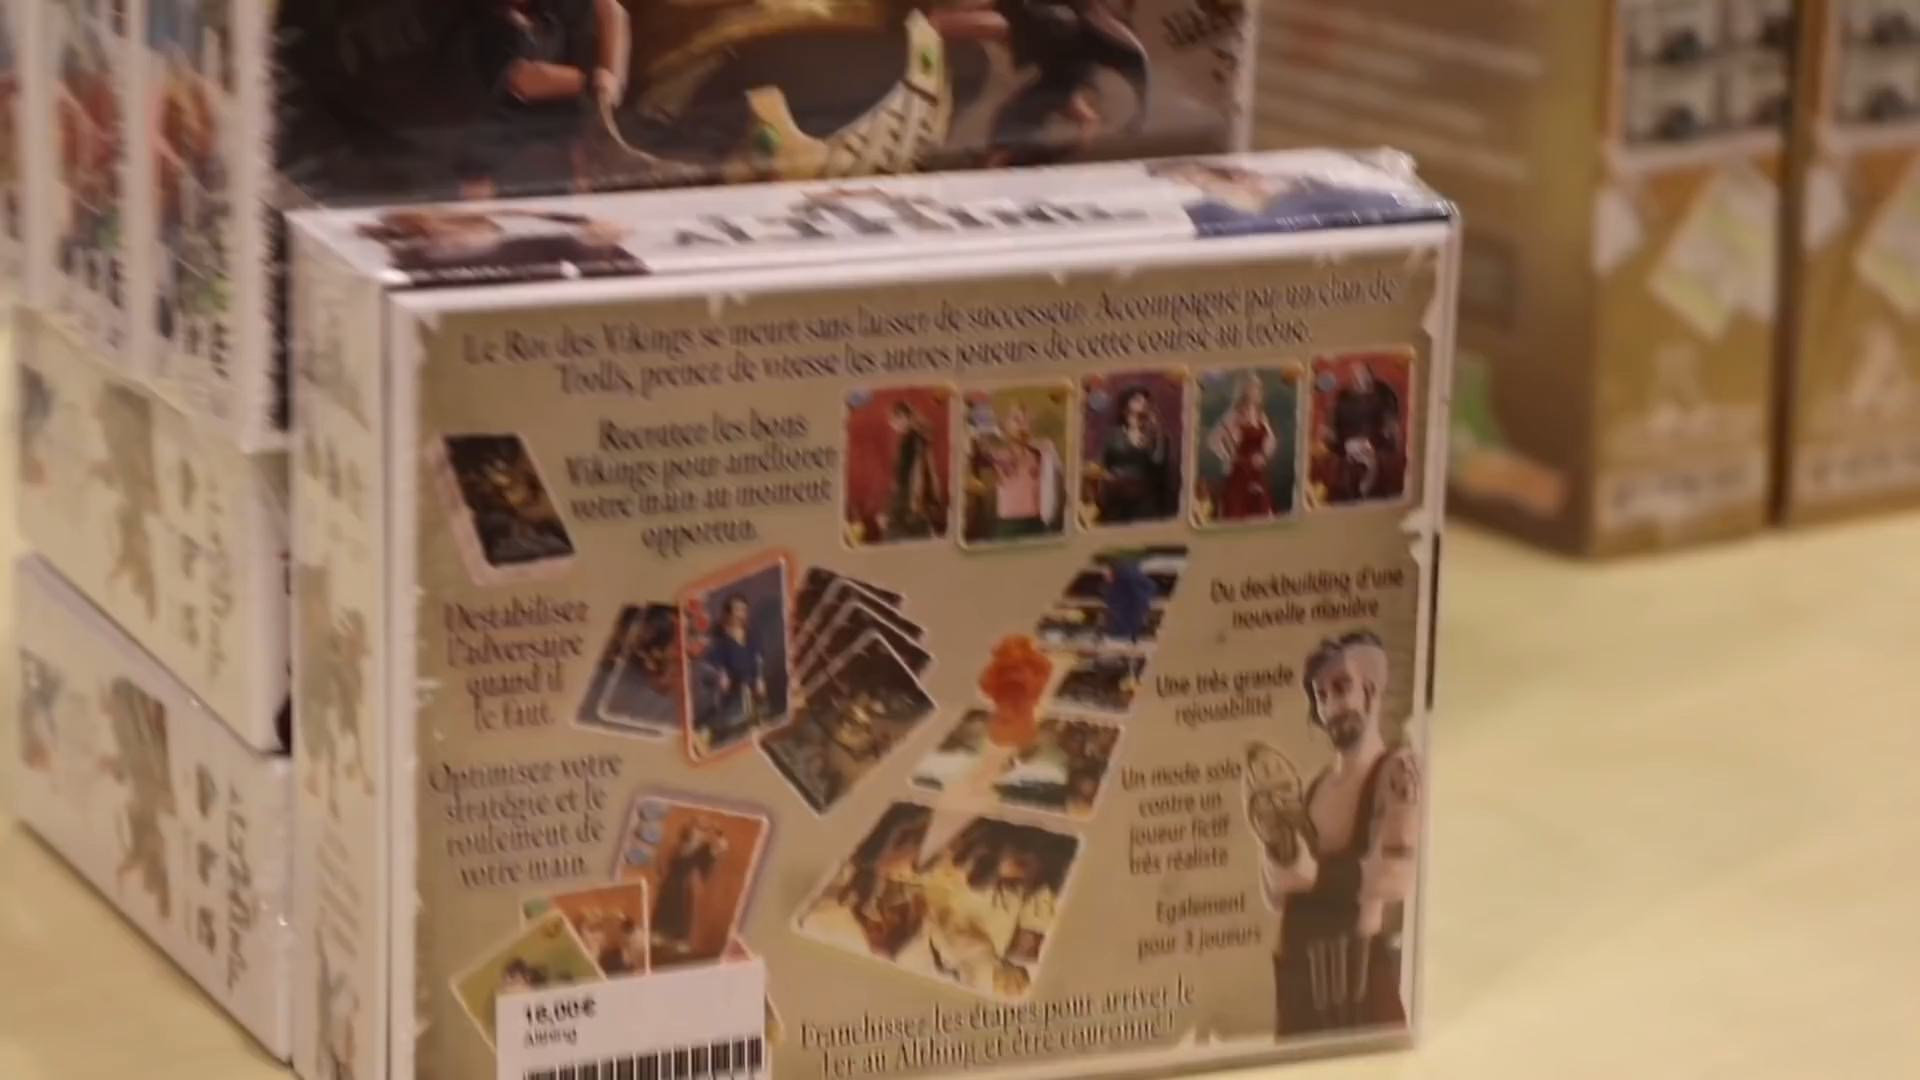 ALTHING
Le Roi des Vikings se meurt sans laisser de successeur. Accompagné par un clan de
Trolls, prenez de vitesse les autres joueurs de cette course au trône.
Recrutez les bons
Vikings pour améliorer
votre main au moment
opportun.
Déstabilisez
l'adversaire
quand il
le faut.
Optimisez votre
stratégie et le
roulement de
votre main.
Du deckbuilding d'une
nouvelle manière
Une très grande
rejouabilité
Un mode solo
contre un
joueur fictif
très réaliste
Egalement
pour 3 joueurs
Franchissez les étapes pour arriver le
1er au Althing et être couronné !
18,00€
Althing